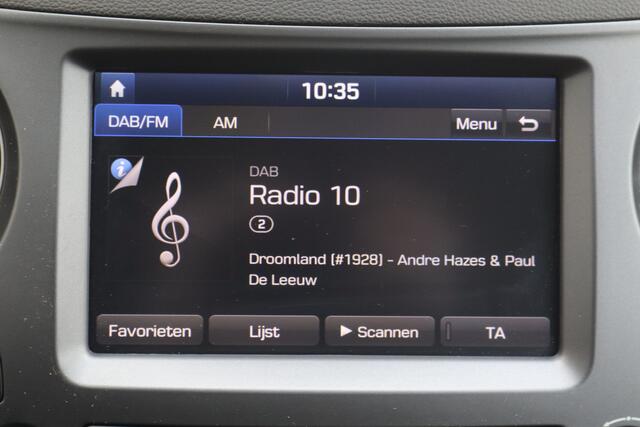 10:35
DAB/FM AM Menu
DAB
Radio 10
2
Droomland (#1928) - Andre Hazes & Paul
De Leeuw
Favorieten Lijst Scannen TA